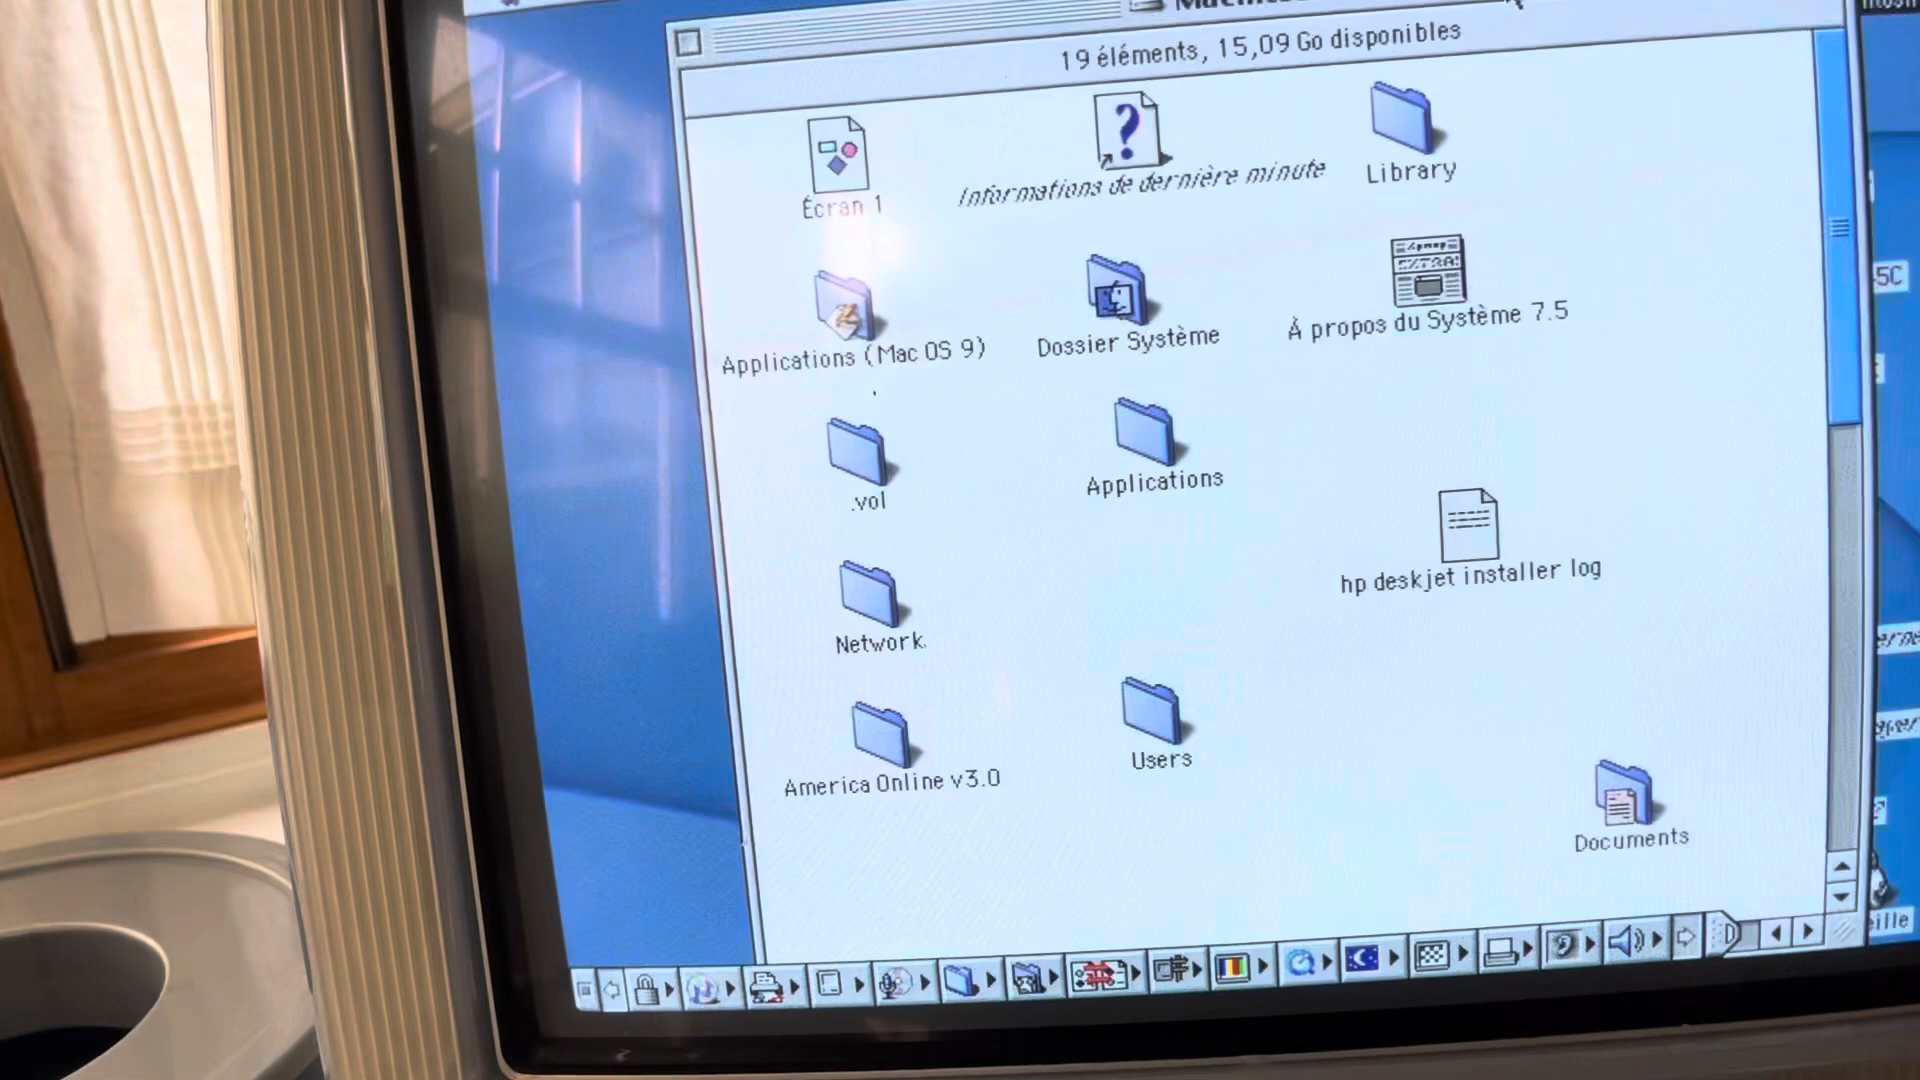 19 éléments, 15,09 Go disponibles
Écran 1
Informations de dernière minute
Library
Applications (Mac OS 9)
Dossier Système
À propos du Système 7.5
EXTRA!
.vol
Applications
hp deskjet installer log
Network
America Online v3.0
Users
Documents